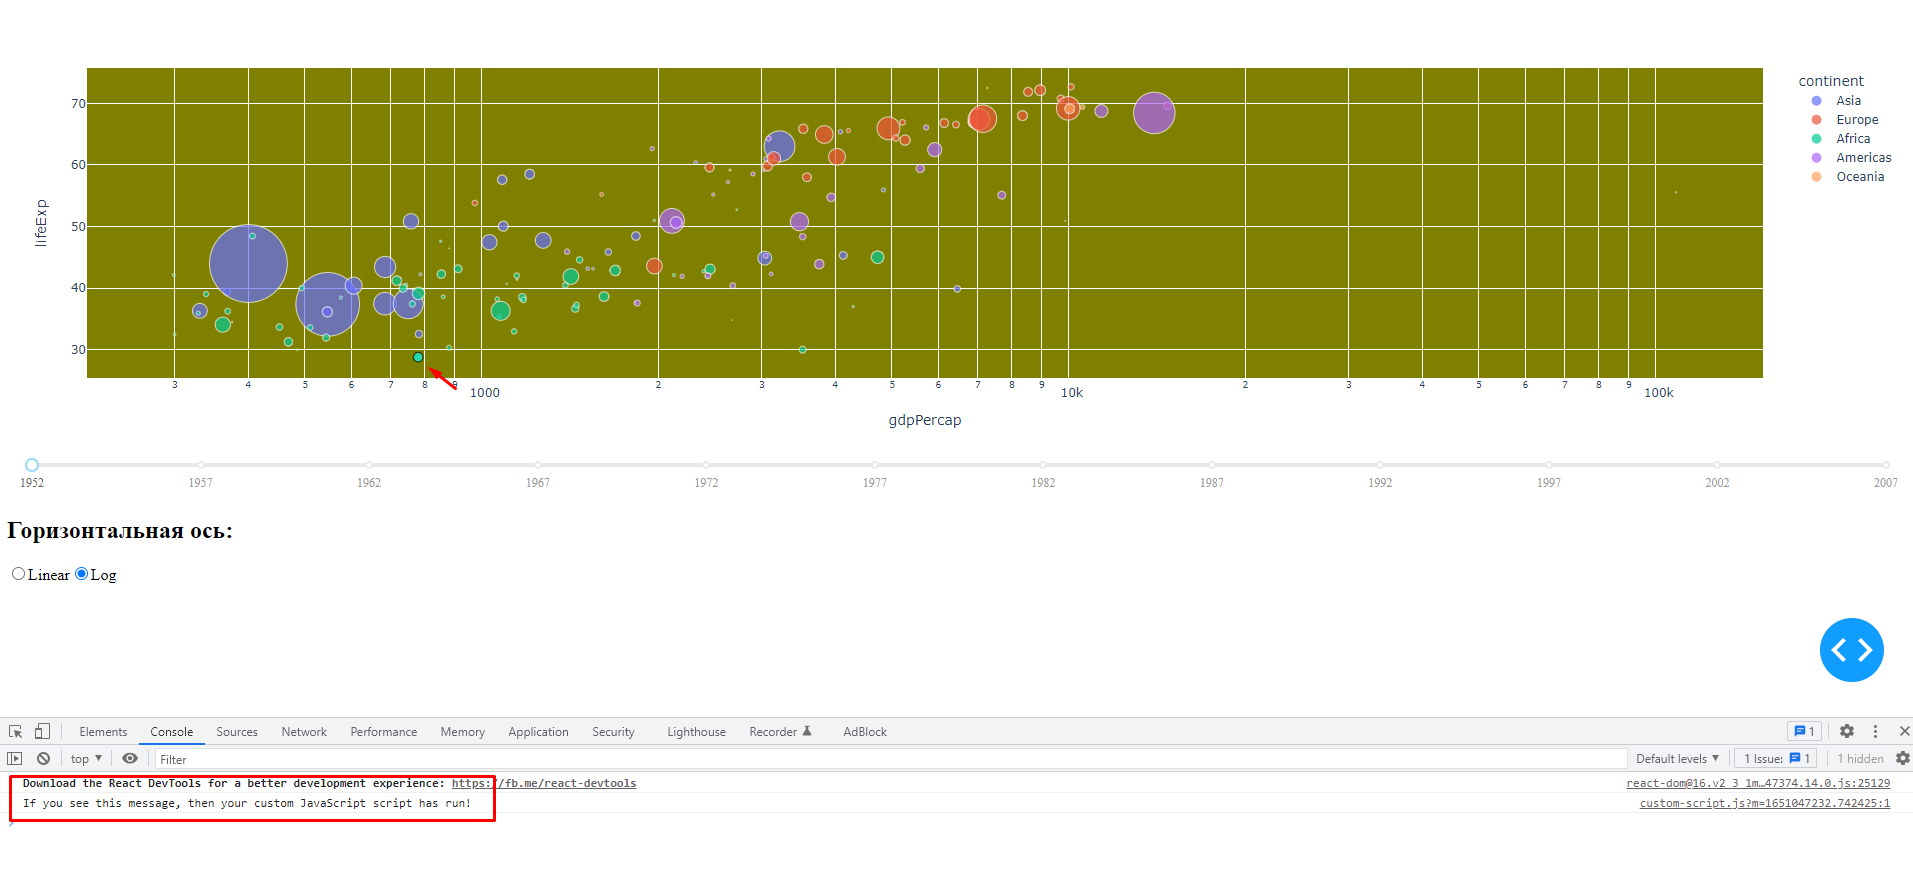 continent
Asia
Europe
Africa
Americas
Oceania
lifeExp
70
60
50
40
30
3 4 5 6 7 8 9 1000 2 3 4 5 6 7 8 9 10k 2 3 4 5 6 7 8 9 100k
gdpPercap
1952 1957 1962 1967 1972 1977 1982 1987 1992 1997 2002 2007
Горизонтальная ось:
Linear Log
Elements Console Sources Network Performance Memory Application Security Lighthouse Recorder AdBlock 1
top Filter Default levels 1 Issue: 1 1 hidden
Download the React DevTools for a better development experience: https://fb.me/react-devtools react-dom@16.v2_3_1m…47374.14.0.js:25129
If you see this message, then your custom JavaScript script has run! custom-script.js?m=1651047232.742425:1